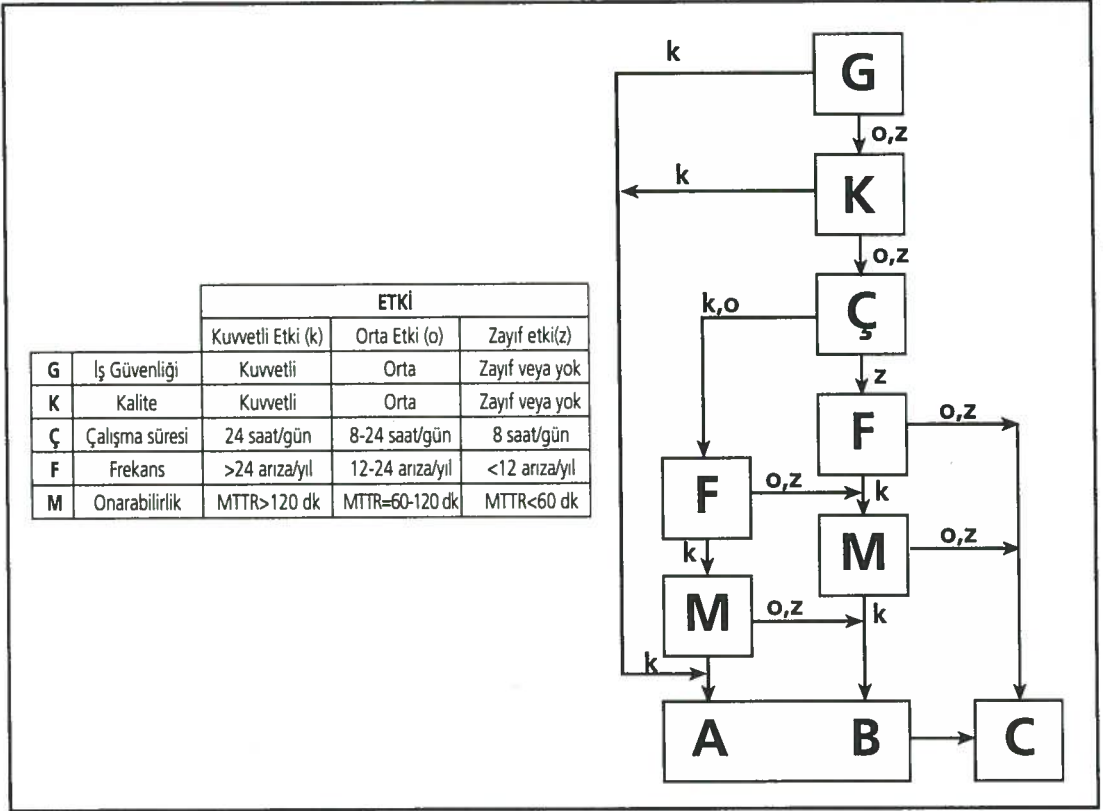 ETKİ
Kuvvetli Etki (k) Orta Etki (o) Zayıf etki(z)
G İş Güvenliği Kuvvetli Orta Zayıf veya yok
K Kalite Kuvvetli Orta Zayıf veya yok
Ç Çalışma süresi 24 saat/gün 8-24 saat/gün 8 saat/gün
F Frekans >24 arıza/yıl 12-24 arıza/yıl <12 arıza/yıl
M Onarabilirlik MTTR>120 dk MTTR=60-120 dk MTTR<60 dk
k
G
o,z
k
K
o,z
k,o
Ç
z
F
o,z
F
o,z
k
k
M
o,z
M
o,z
k
k
A
B
C